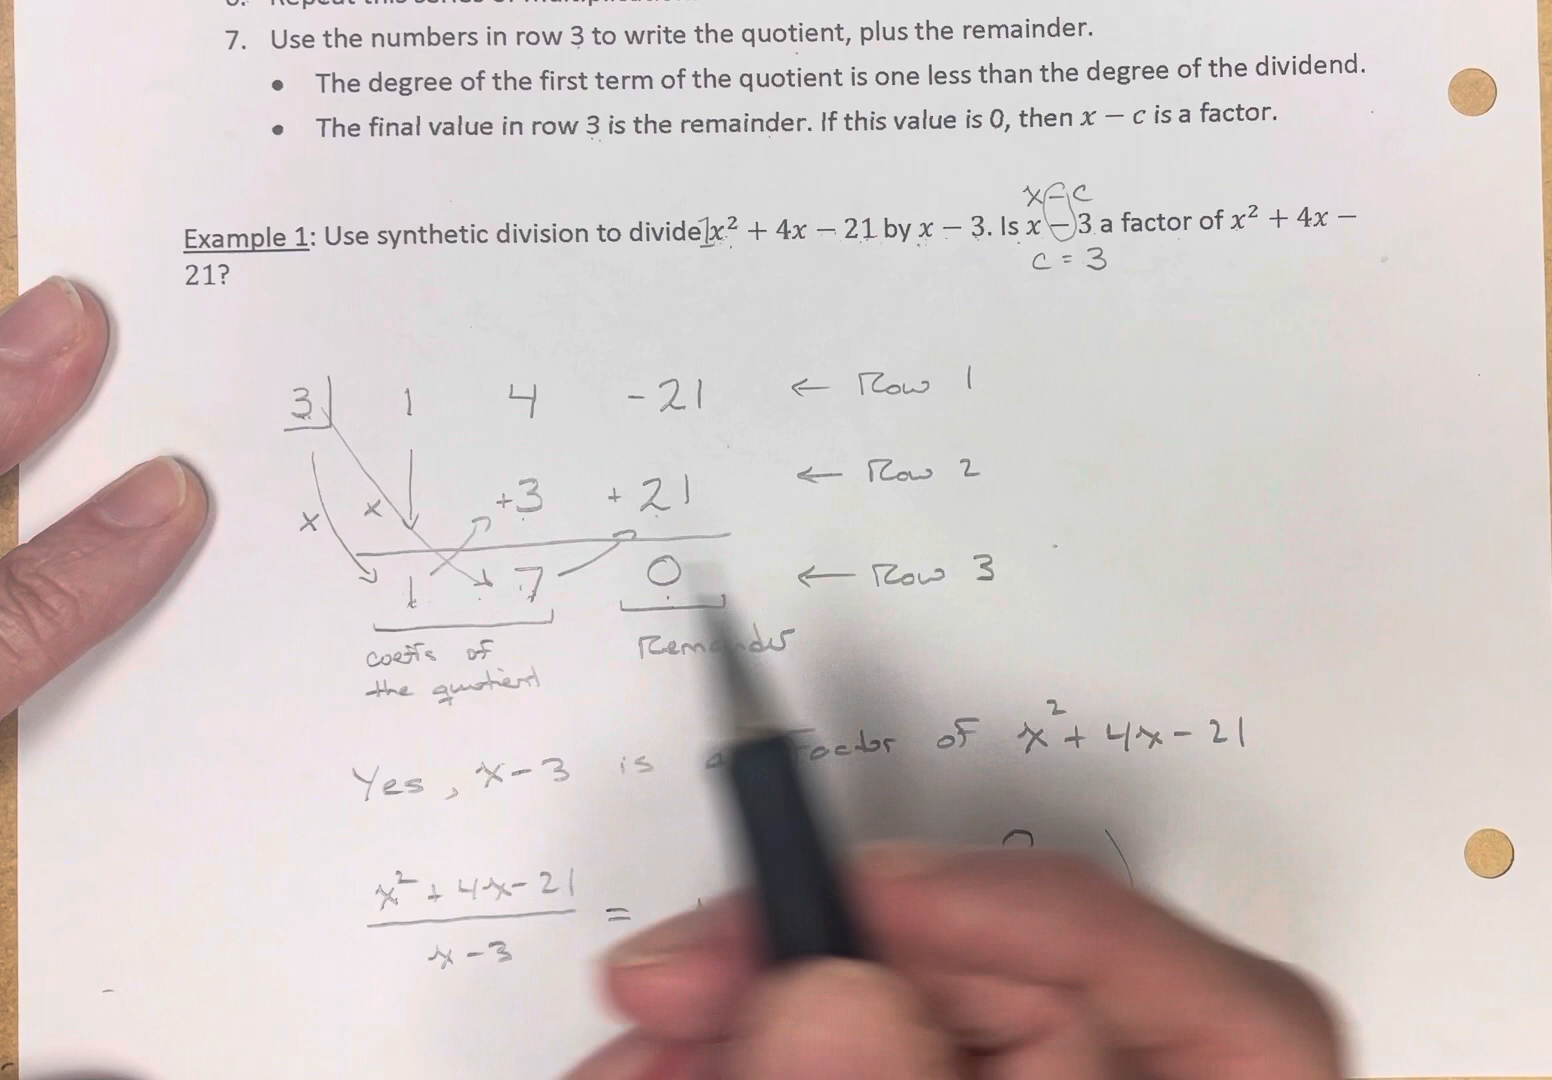 7. Use the numbers in row 3 to write the quotient, plus the remainder.
• The degree of the first term of the quotient is one less than the degree of the dividend.
• The final value in row 3 is the remainder. If this value is 0, then x − c is a factor.
x − c
Example 1: Use synthetic division to divide 1x² + 4x − 21 by x − 3. Is x − 3 a factor of x² + 4x −
21?
c = 3
3 1 4 -21 ← Row 1
+3 +21 ← Row 2
x x
1 7 0 ← Row 3
coeffs of
the quotient
Remainder
Yes, x-3 is a factor of x² + 4x - 21
x² + 4x - 21
=
x - 3